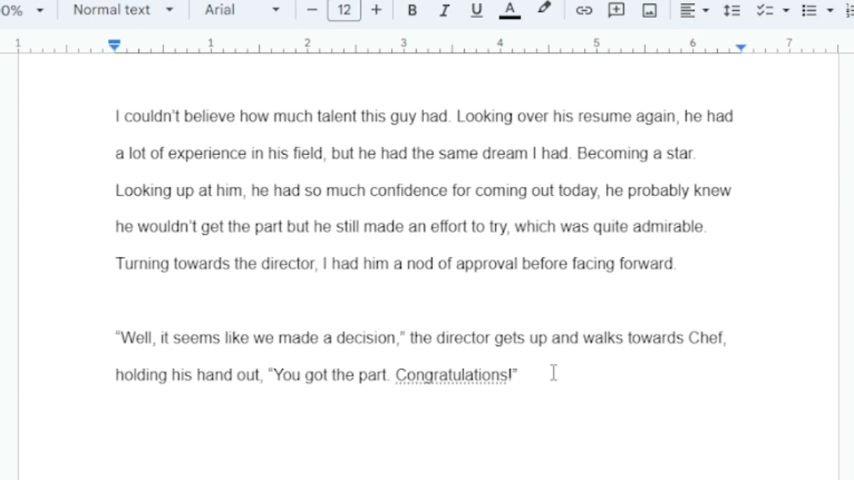 0% Normal text Arial 12 B I U A
1 1 2 3 4 5 6 7
I couldn't believe how much talent this guy had. Looking over his resume again, he had
a lot of experience in his field, but he had the same dream I had. Becoming a star.
Looking up at him, he had so much confidence for coming out today, he probably knew
he wouldn't get the part but he still made an effort to try, which was quite admirable.
Turning towards the director, I had him a nod of approval before facing forward.
“Well, it seems like we made a decision,” the director gets up and walks towards Chef,
holding his hand out, “You got the part. Congratulations!”